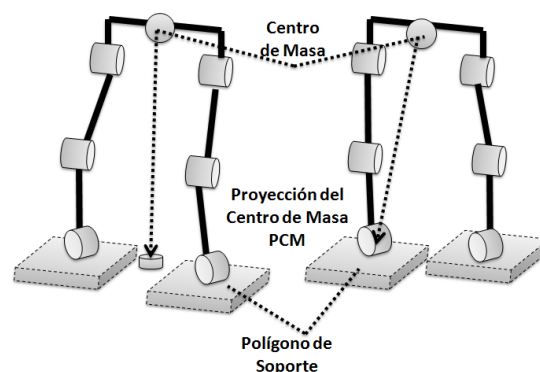 Centro
de Masa
Proyección del
Centro de Masa
PCM
Polígono de
Soporte